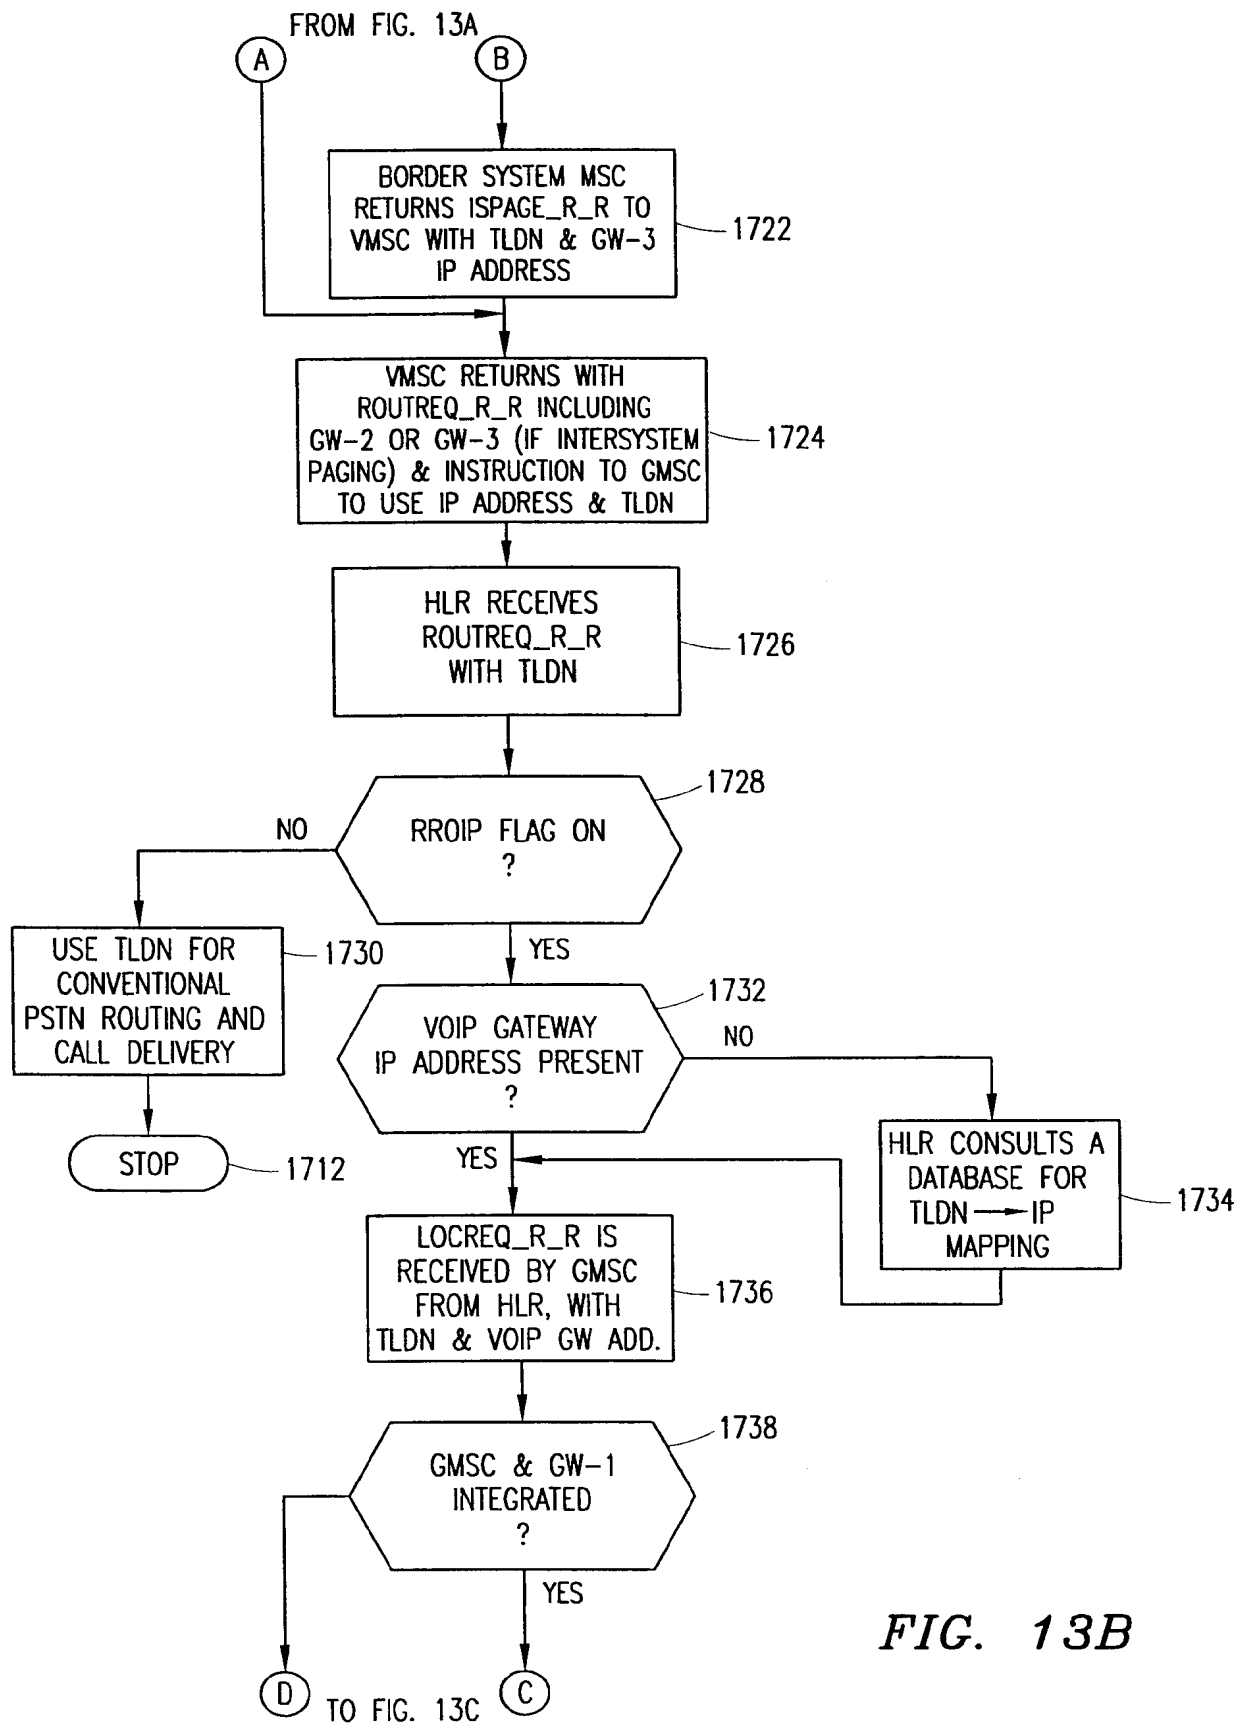 FROM FIG. 13A
A
B
BORDER SYSTEM MSC
RETURNS ISPAGE_R_R TO
VMSC WITH TLDN & GW-3
IP ADDRESS
1722
VMSC RETURNS WITH
ROUTREQ_R_R INCLUDING
GW-2 OR GW-3 (IF INTERSYSTEM
PAGING) & INSTRUCTION TO GMSC
TO USE IP ADDRESS & TLDN
1724
HLR RECEIVES
ROUTREQ_R_R
WITH TLDN
1726
RROIP FLAG ON
?
1728
NO
YES
USE TLDN FOR
CONVENTIONAL
PSTN ROUTING AND
CALL DELIVERY
1730
STOP
1712
VOIP GATEWAY
IP ADDRESS PRESENT
?
1732
NO
YES
HLR CONSULTS A
DATABASE FOR
TLDN → IP
MAPPING
1734
LOCREQ_R_R IS
RECEIVED BY GMSC
FROM HLR, WITH
TLDN & VOIP GW ADD.
1736
GMSC & GW-1
INTEGRATED
?
1738
YES
D
TO FIG. 13C
C
FIG. 13B